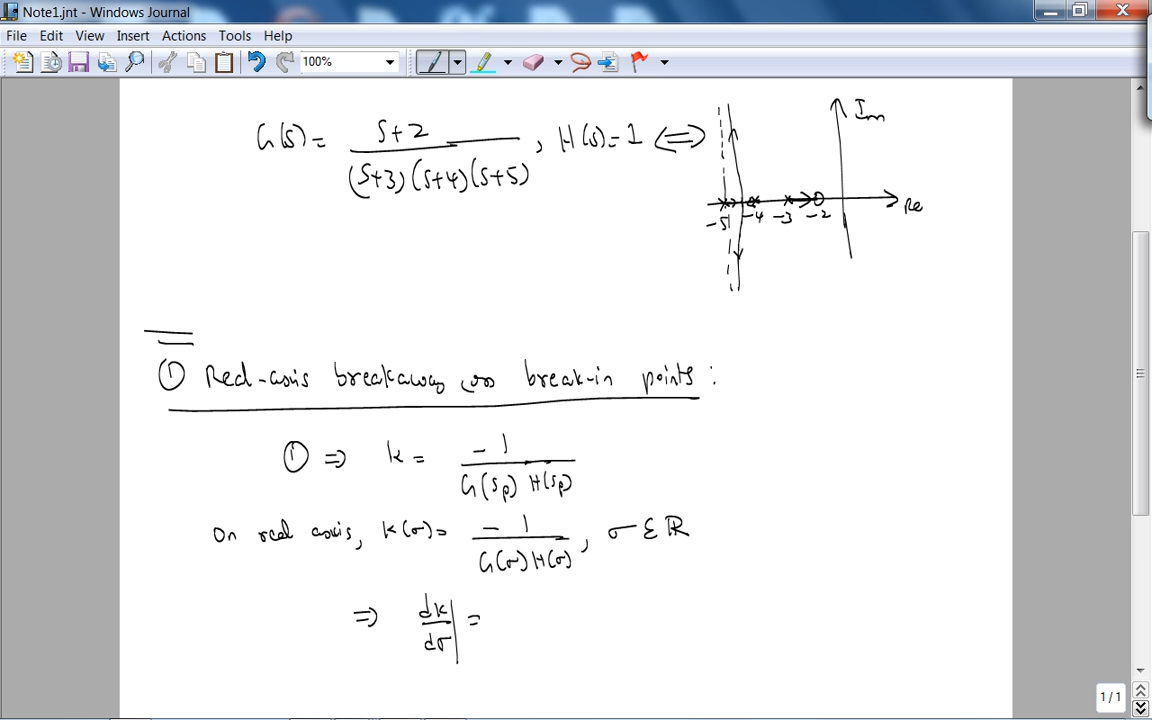 Note1.jnt - Windows Journal
File Edit View Insert Actions Tools Help
100%
G(s) = s+2 / (s+3)(s+4)(s+5) , H(s)=1 ⇔
Im
Re
-5 -4 -3 -2
① Real-axis breakaway or break-in points :
① ⇒ K = -1 / G(sp) H(sp)
On real axis, K(σ) = -1 / G(σ)H(σ) , σ ∈ ℝ
⇒ dK/dσ | =
1 / 1